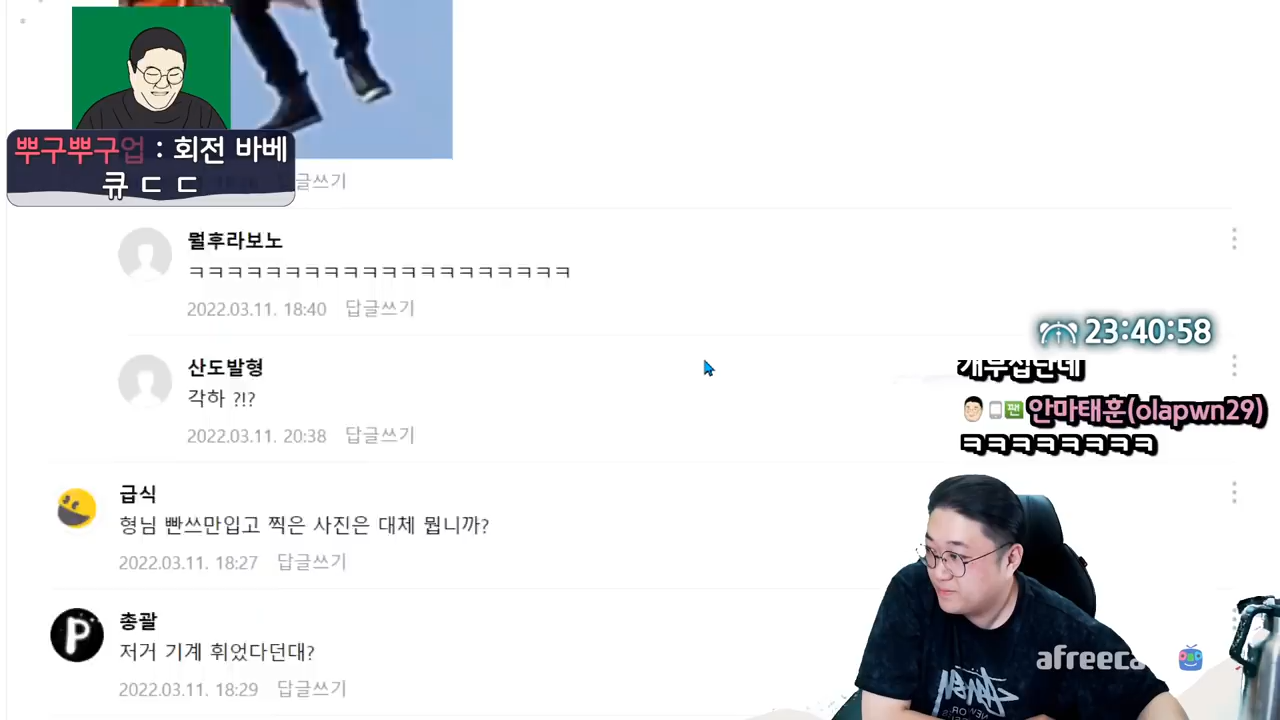 뿌구뿌구업 : 회전 바베
큐 ㄷ ㄷ
글쓰기
뭘후라보노
ㅋㅋㅋㅋㅋㅋㅋㅋㅋㅋㅋㅋㅋㅋㅋㅋㅋㅋㅋㅋ
2022.03.11. 18:40 답글쓰기
23:40:58
산도발형
각하 ?!?
2022.03.11. 20:38 답글쓰기
안마태훈(olapwn29)
ㅋㅋㅋㅋㅋㅋㅋㅋ
급식
형님 빤쓰만입고 찍은 사진은 대체 뭡니까?
2022.03.11. 18:27 답글쓰기
총괄
저거 기계 휘었다던대?
2022.03.11. 18:29 답글쓰기
afreeca